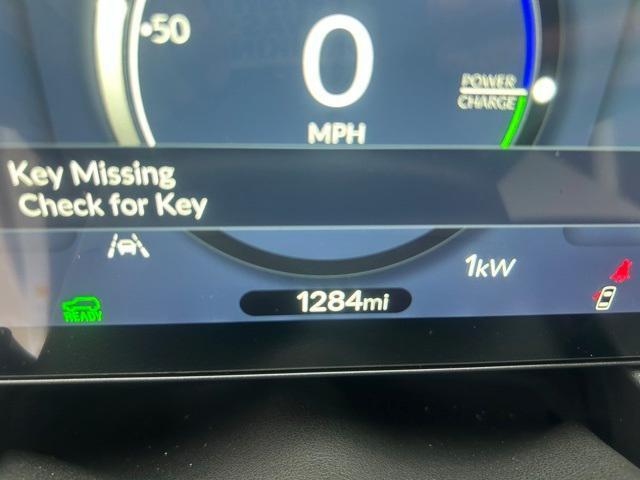 50
0
POWER
CHARGE
MPH
Key Missing
Check for Key
1kW
1284mi
READY